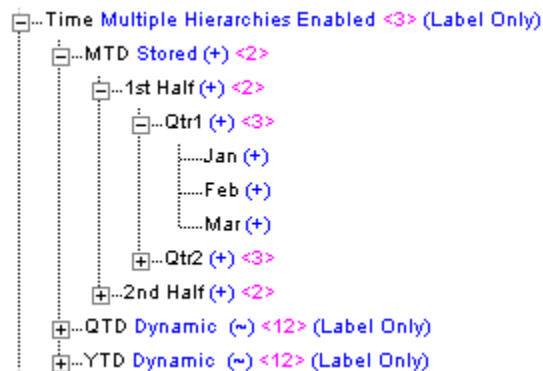 Time Multiple Hierarchies Enabled <3> (Label Only)
MTD Stored (+) <2>
1st Half (+) <2>
Qtr1 (+) <3>
Jan (+)
Feb (+)
Mar (+)
Qtr2 (+) <3>
2nd Half (+) <2>
QTD Dynamic (~) <12> (Label Only)
YTD Dynamic (~) <12> (Label Only)